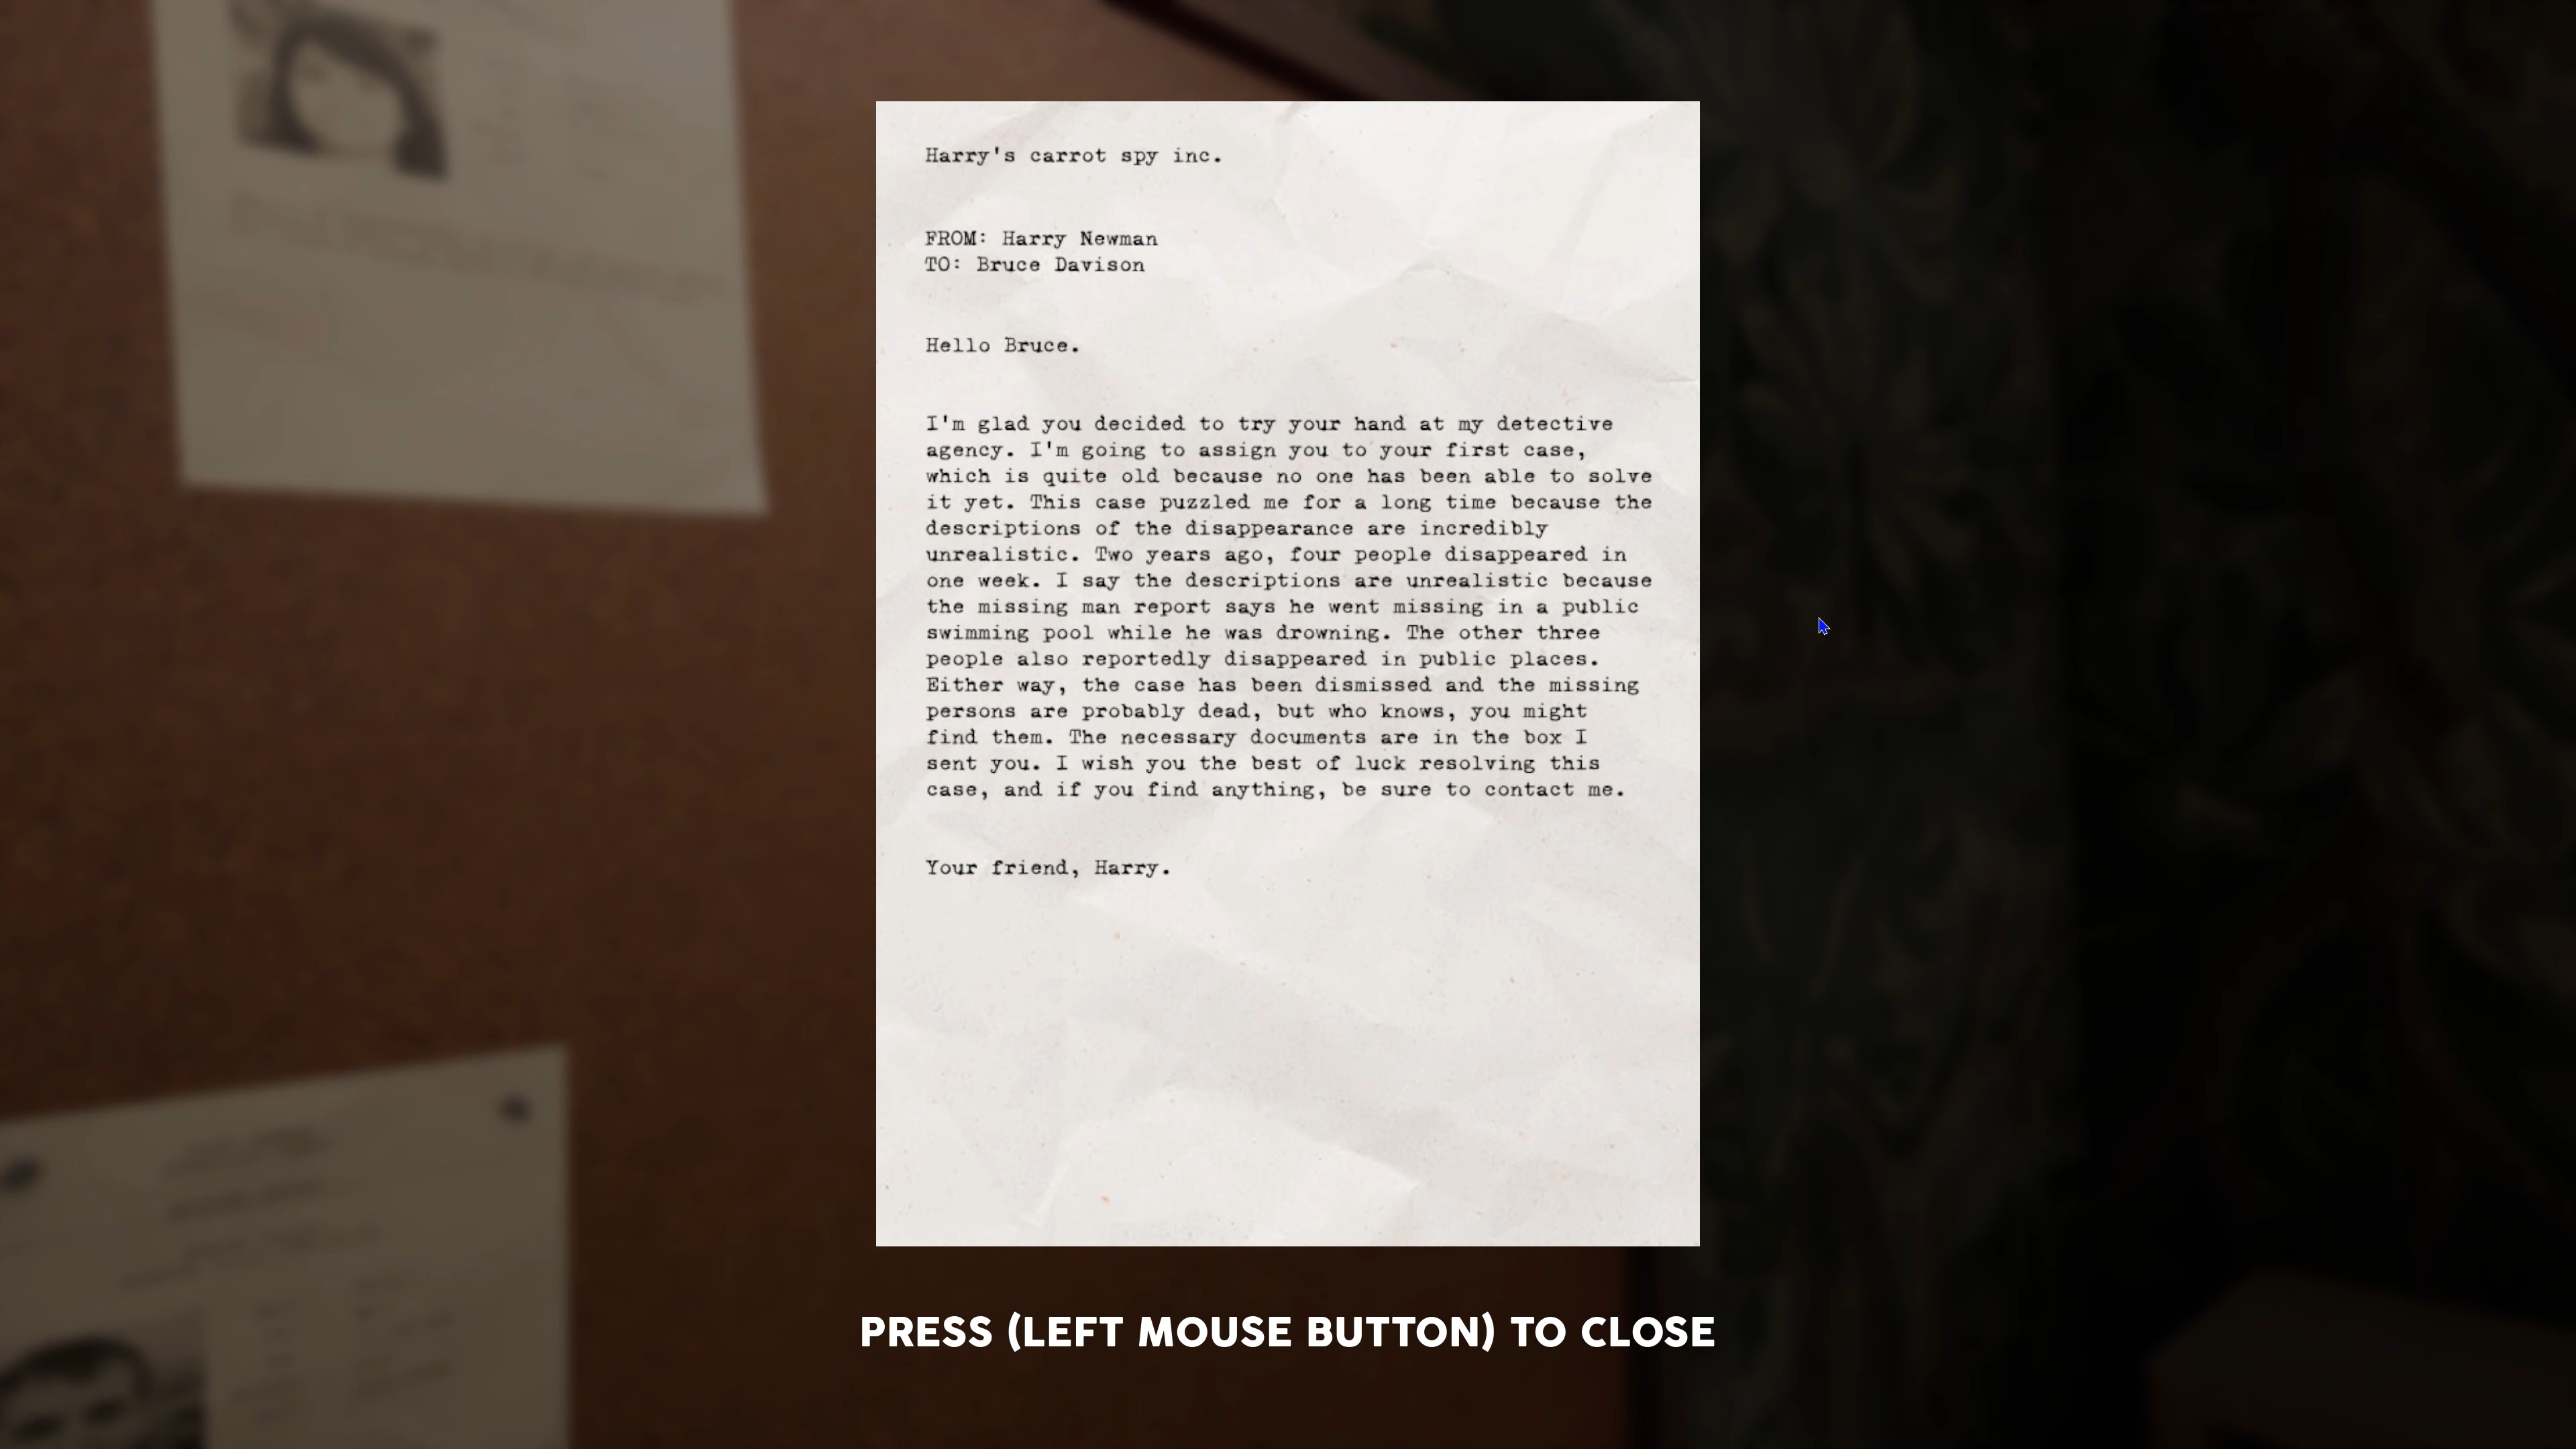 Harry's carrot spy inc.
FROM: Harry Newman
TO: Bruce Davison
Hello Bruce.
I'm glad you decided to try your hand at my detective
agency. I'm going to assign you to your first case,
which is quite old because no one has been able to solve
it yet. This case puzzled me for a long time because the
descriptions of the disappearance are incredibly
unrealistic. Two years ago, four people disappeared in
one week. I say the descriptions are unrealistic because
the missing man report says he went missing in a public
swimming pool while he was drowning. The other three
people also reportedly disappeared in public places.
Either way, the case has been dismissed and the missing
persons are probably dead, but who knows, you might
find them. The necessary documents are in the box I
sent you. I wish you the best of luck resolving this
case, and if you find anything, be sure to contact me.
Your friend, Harry.
PRESS (LEFT MOUSE BUTTON) TO CLOSE